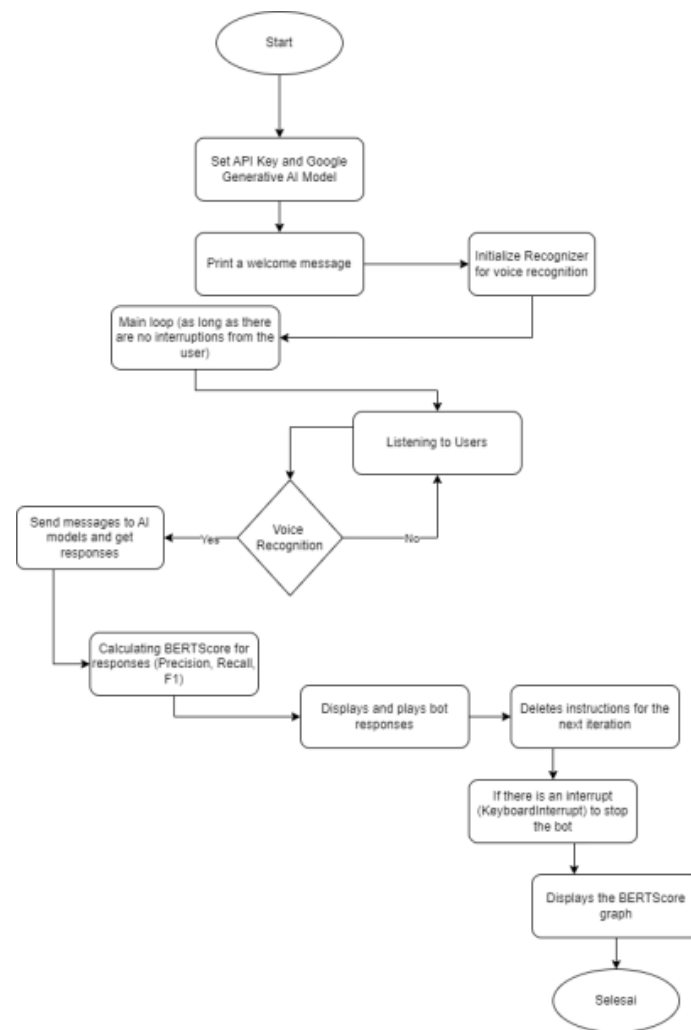 Start
Set API Key and Google
Generative AI Model
Print a welcome message
Initialize Recognizer
for voice recognition
Main loop (as long as there
are no interruptions from the
user)
Listening to Users
Voice
Recognition
Yes
No
Send messages to AI
models and get
responses
Calculating BERTScore for
responses (Precision, Recall,
F1)
Displays and plays bot
responses
Deletes instructions for the
next iteration
If there is an interrupt
(KeyboardInterrupt) to stop
the bot
Displays the BERTScore
graph
Selesai